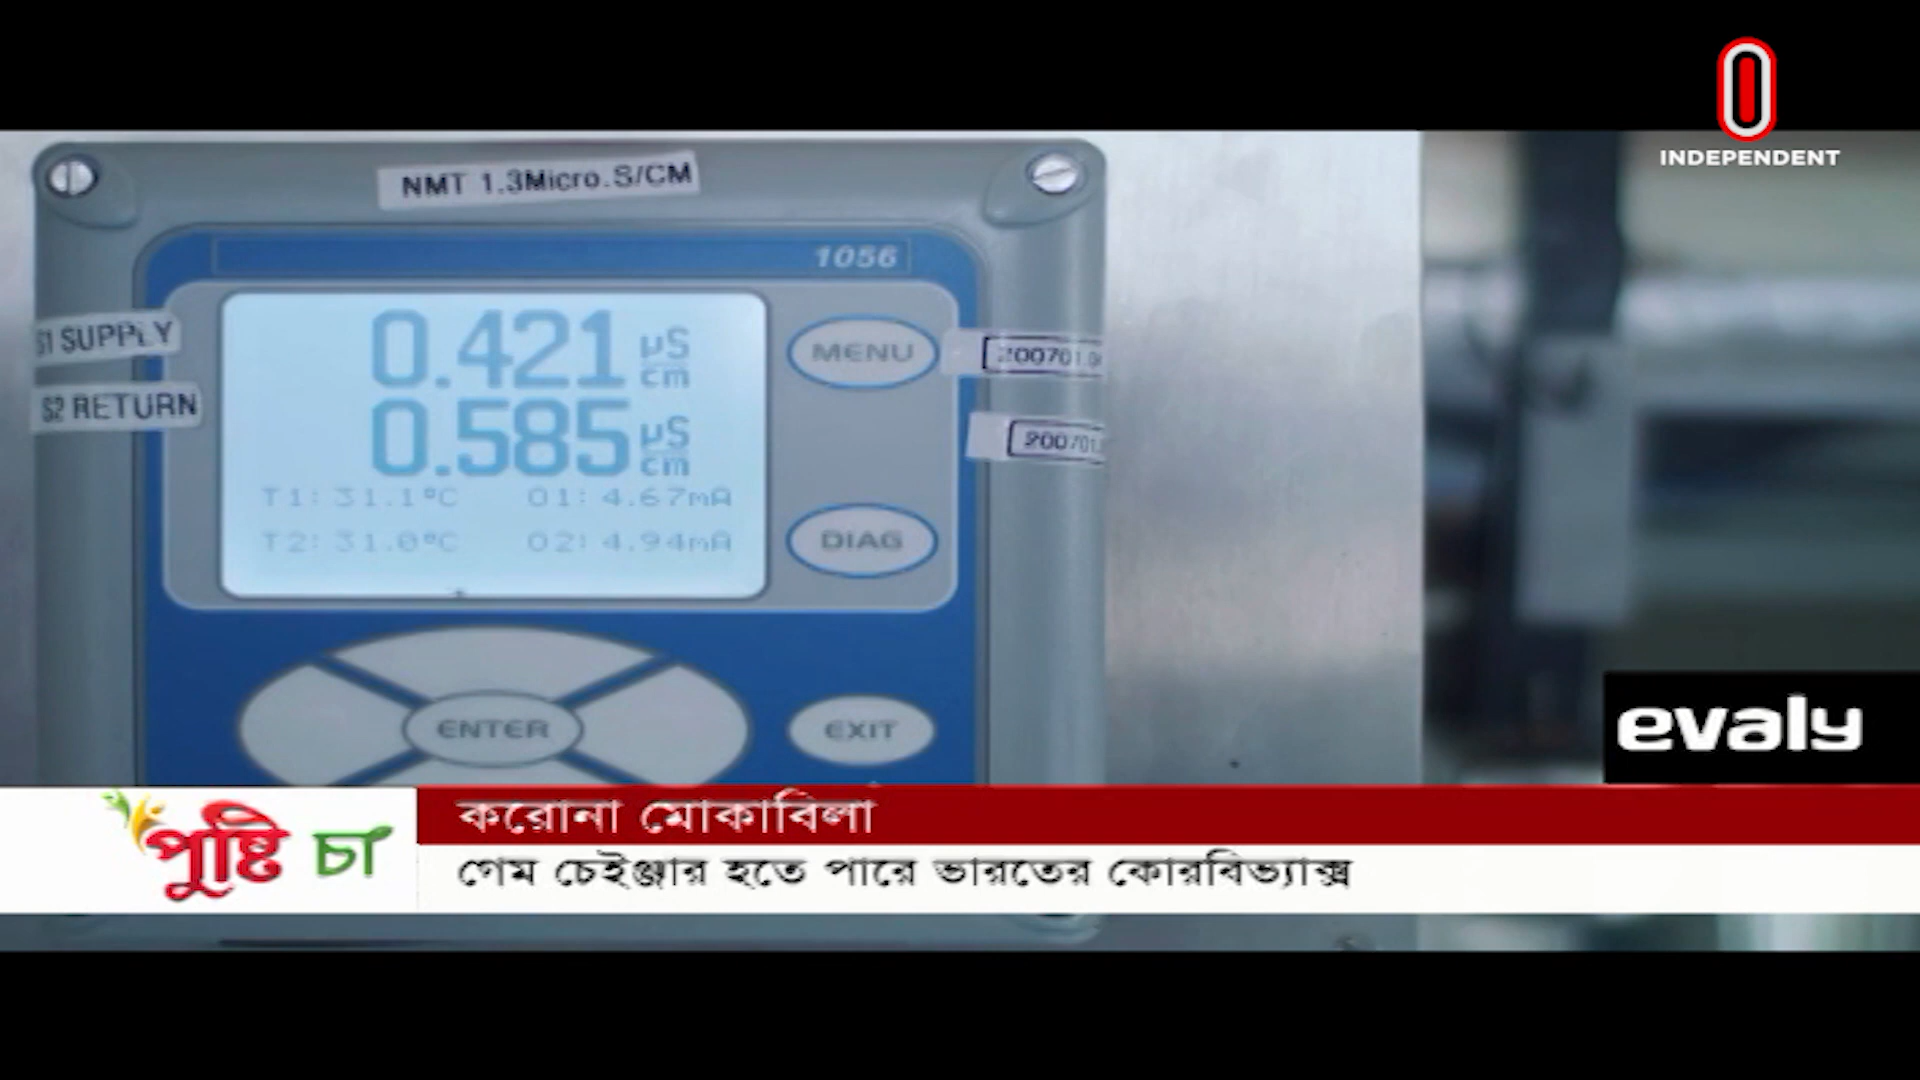 INDEPENDENT
NMT 1.3Micro.S/CM
1056
S1 SUPPLY
0.421 µS/cm
MENU
S2 RETURN
0.585 µS/cm
T1: 31.1°C O1: 4.67mA
T2: 31.0°C O2: 4.94mA
DIAG
ENTER
EXIT
evaly
পুষ্টি চা
করোনা মোকাবিলা
গেম চেইঞ্জার হতে পারে ভারতের কোরবিভ্যাক্স